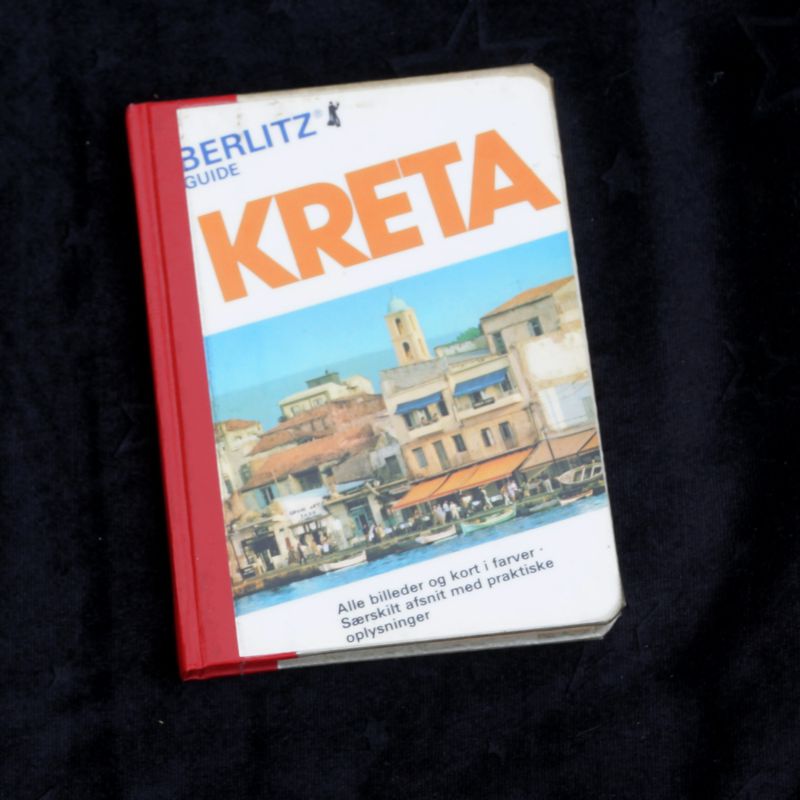 BERLITZ®
GUIDE
KRETA
Alle billeder og kort i farver ·
Særskilt afsnit med praktiske
oplysninger